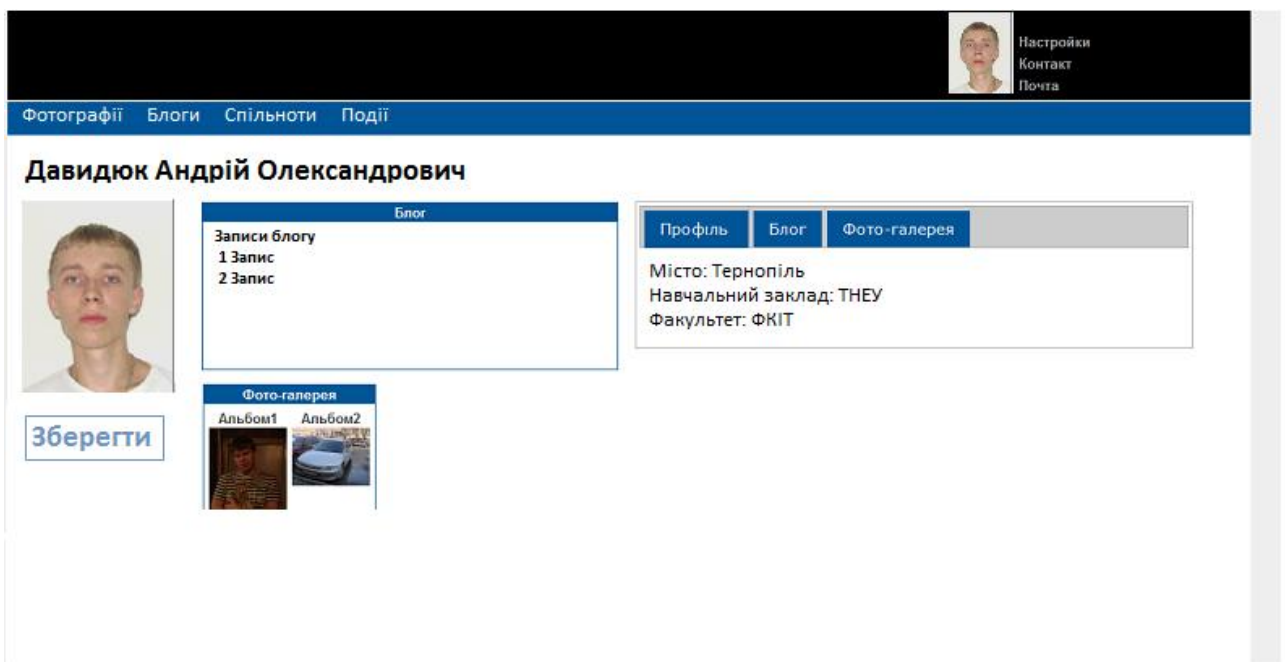 Настройки
Контакт
Почта
Фотографії Блоги Спільноти Події
Давидюк Андрій Олександрович
Блог
Записи блогу
1 Запис
2 Запис
Профіль Блог Фото-галерея
Місто: Тернопіль
Навчальний заклад: ТНЕУ
Факультет: ФКІТ
Фото-галерея
Альбом1 Альбом2
Зберегти